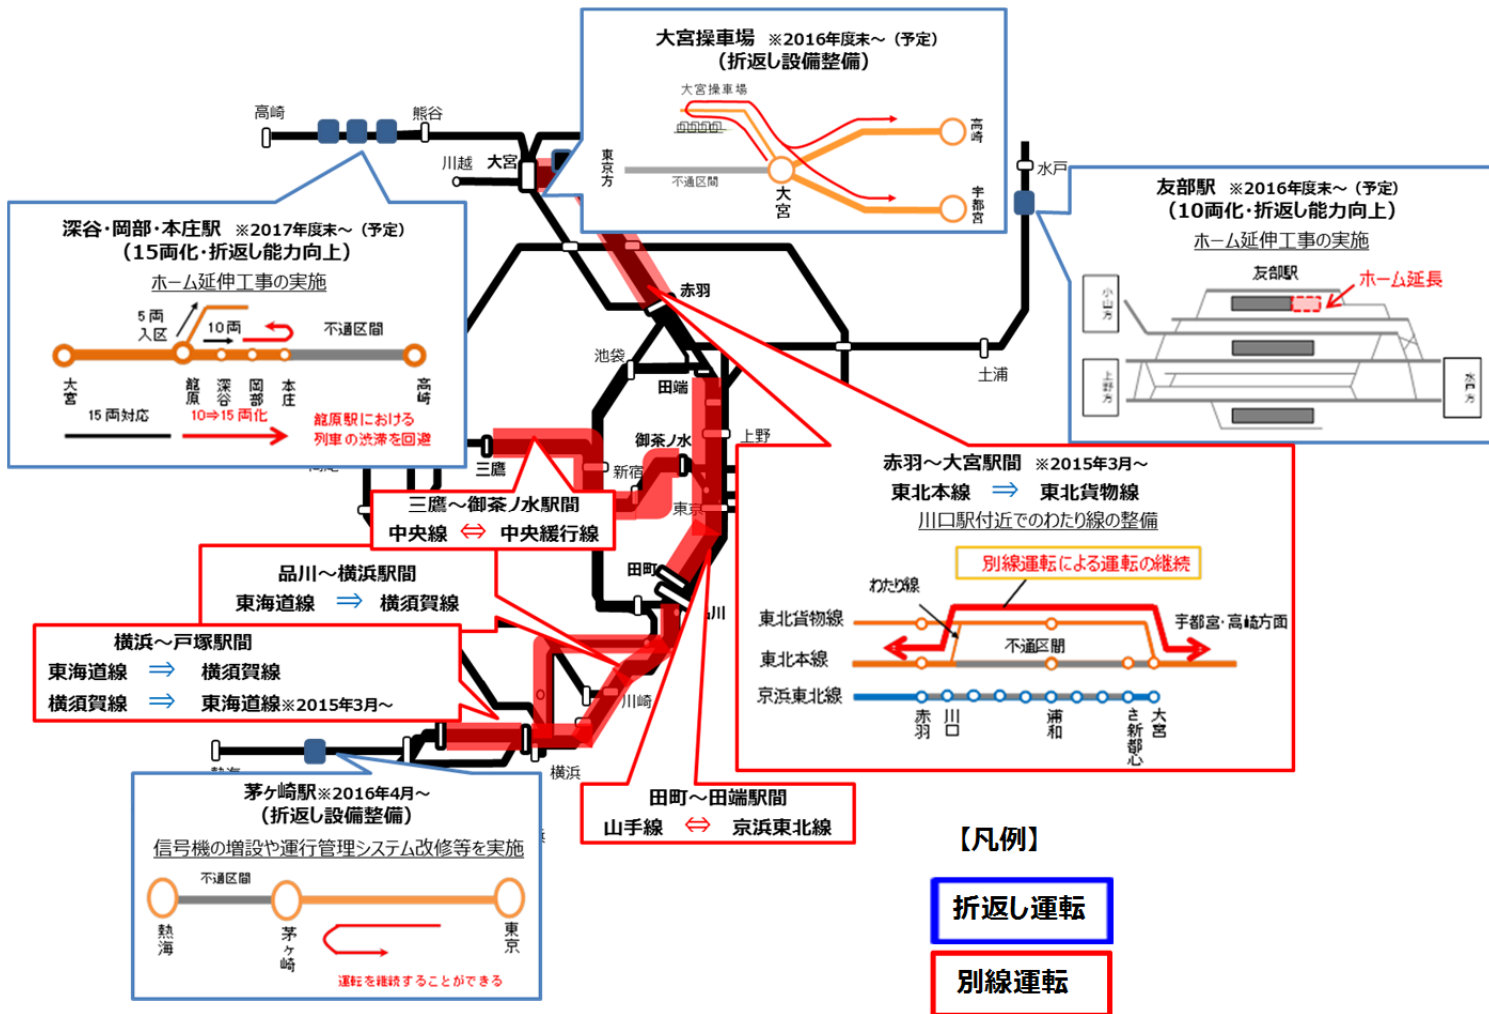 大宮操車場 ※2016年度末～（予定）
（折返し設備整備）
大宮操車場
東京方
不通区間
大宮
高崎
宇都宮
高崎
熊谷
川越
大宮
水戸
友部駅 ※2016年度末～（予定）
（10両化・折返し能力向上）
ホーム延伸工事の実施
友部駅
ホーム延長
小山方
上野方
水戸方
深谷・岡部・本庄駅 ※2017年度末～（予定）
（15両化・折返し能力向上）
ホーム延伸工事の実施
5両
入区
10両
不通区間
大宮
籠原
深谷
岡部
本庄
高崎
15両対応
10⇒15両化
籠原駅における
列車の渋滞を回避
赤羽
池袋
田端
土浦
上野
御茶ノ水
三鷹
新宿
東京
三鷹～御茶ノ水駅間
中央線 ⇔ 中央緩行線
赤羽～大宮駅間 ※2015年3月～
東北本線 ⇒ 東北貨物線
川口駅付近でのわたり線の整備
別線運転による運転の継続
わたり線
東北貨物線
宇都宮・高崎方面
不通区間
東北本線
京浜東北線
赤羽
川口
浦和
さ新都心
大宮
品川～横浜駅間
東海道線 ⇒ 横須賀線
田町
品川
横浜～戸塚駅間
東海道線 ⇒ 横須賀線
横須賀線 ⇒ 東海道線※2015年3月～
川崎
横浜
熱海
茅ヶ崎駅※2016年4月～
（折返し設備整備）
信号機の増設や運行管理システム改修等を実施
不通区間
熱海
茅ヶ崎
東京
運転を継続することができる
田町～田端駅間
山手線 ⇔ 京浜東北線
【凡例】
折返し運転
別線運転